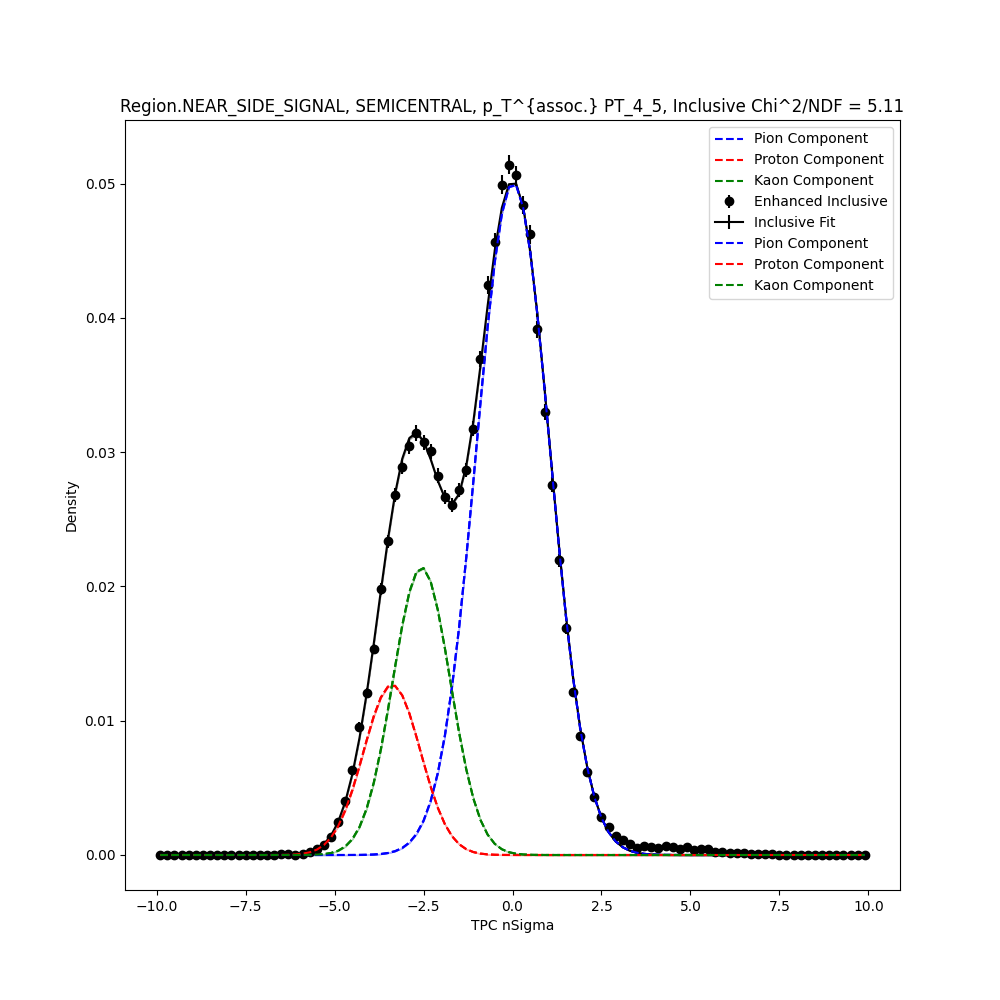 Region.NEAR_SIDE_SIGNAL, SEMICENTRAL, p_T^{assoc.} PT_4_5, Inclusive Chi^2/NDF = 5.11
Pion Component
Proton Component
Kaon Component
Enhanced Inclusive
Inclusive Fit
Pion Component
Proton Component
Kaon Component
0.05
0.04
0.03
0.02
0.01
0.00
Density
−10.0 −7.5 −5.0 −2.5 0.0 2.5 5.0 7.5 10.0
TPC nSigma